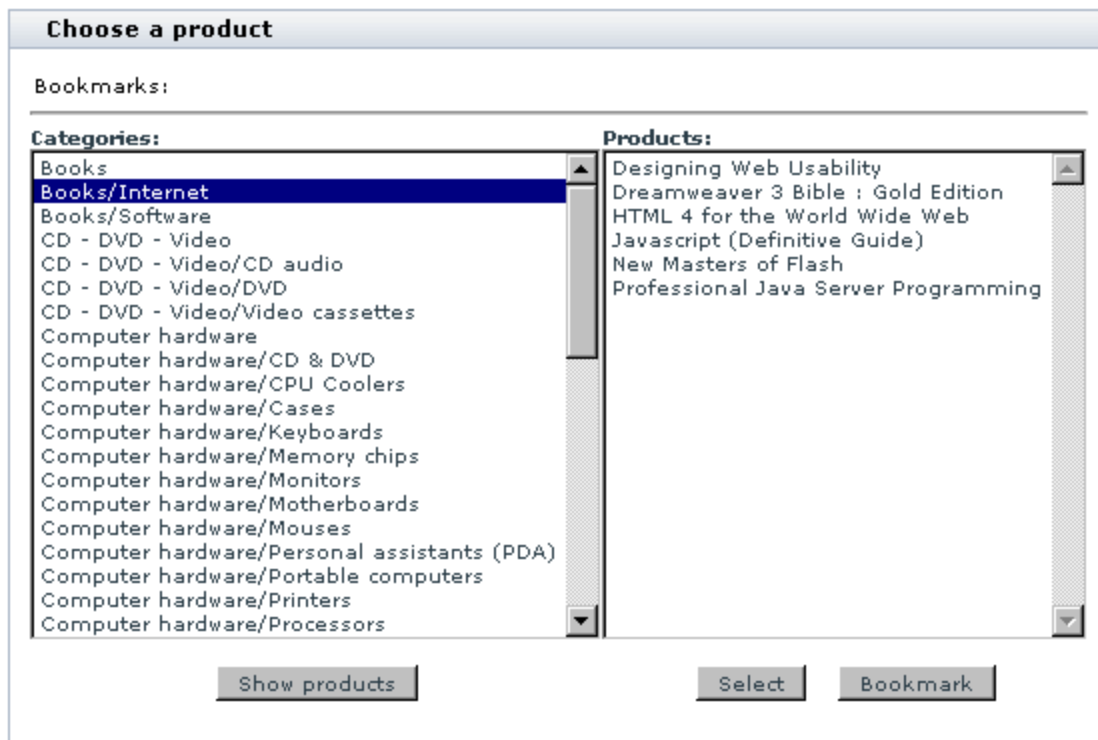 Choose a product
Bookmarks:
Categories:
Books
Books/Internet
Books/Software
CD - DVD - Video
CD - DVD - Video/CD audio
CD - DVD - Video/DVD
CD - DVD - Video/Video cassettes
Computer hardware
Computer hardware/CD & DVD
Computer hardware/CPU Coolers
Computer hardware/Cases
Computer hardware/Keyboards
Computer hardware/Memory chips
Computer hardware/Monitors
Computer hardware/Motherboards
Computer hardware/Mouses
Computer hardware/Personal assistants (PDA)
Computer hardware/Portable computers
Computer hardware/Printers
Computer hardware/Processors
Show products
Products:
Designing Web Usability
Dreamweaver 3 Bible : Gold Edition
HTML 4 for the World Wide Web
Javascript (Definitive Guide)
New Masters of Flash
Professional Java Server Programming
Select
Bookmark